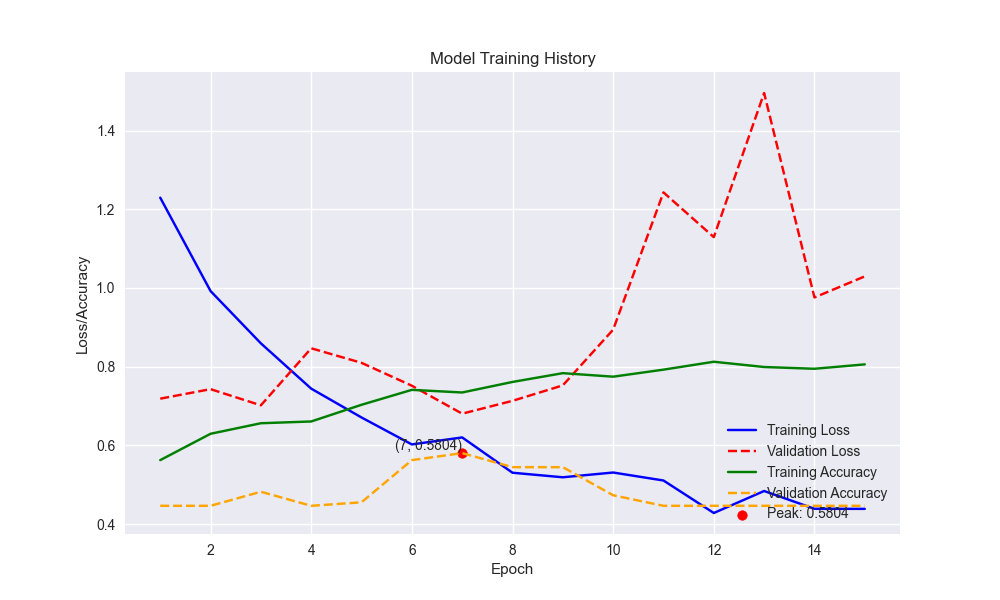 Model Training History
Loss/Accuracy
1.4
1.2
1.0
0.8
0.6
0.4
(7, 0.5804)
Training Loss
Validation Loss
Training Accuracy
Validation Accuracy
Peak: 0.5804
2 4 6 8 10 12 14
Epoch